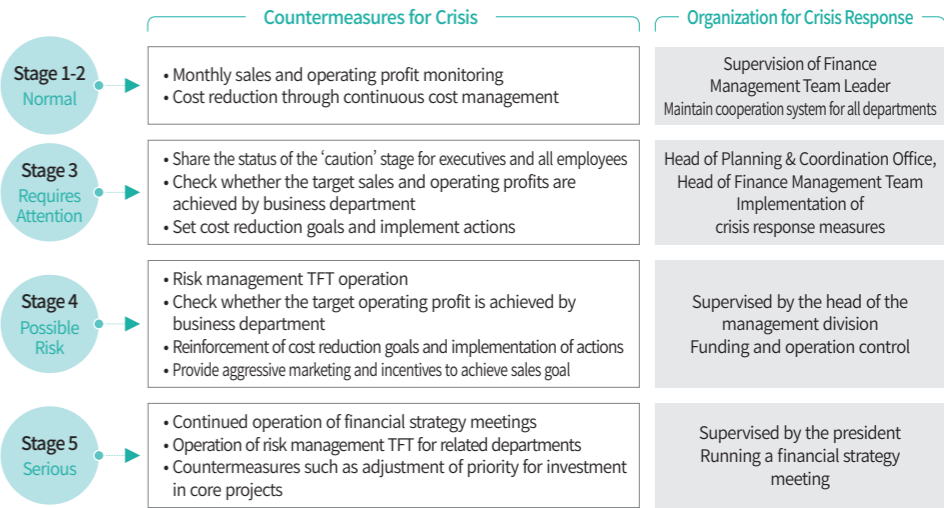 Countermeasures for Crisis
Organization for Crisis Response
Stage 1-2
Normal
• Monthly sales and operating profit monitoring
• Cost reduction through continuous cost management
Supervision of Finance
Management Team Leader
Maintain cooperation system for all departments
Stage 3
Requires
Attention
• Share the status of the ‘caution’ stage for executives and all employees
• Check whether the target sales and operating profits are
achieved by business department
• Set cost reduction goals and implement actions
Head of Planning & Coordination Office,
Head of Finance Management Team
Implementation of
crisis response measures
Stage 4
Possible
Risk
• Risk management TFT operation
• Check whether the target operating profit is achieved by
business department
• Reinforcement of cost reduction goals and implementation of actions
• Provide aggressive marketing and incentives to achieve sales goal
Supervised by the head of the
management division
Funding and operation control
Stage 5
Serious
• Continued operation of financial strategy meetings
• Operation of risk management TFT for related departments
• Countermeasures such as adjustment of priority for investment
in core projects
Supervised by the president
Running a financial strategy
meeting